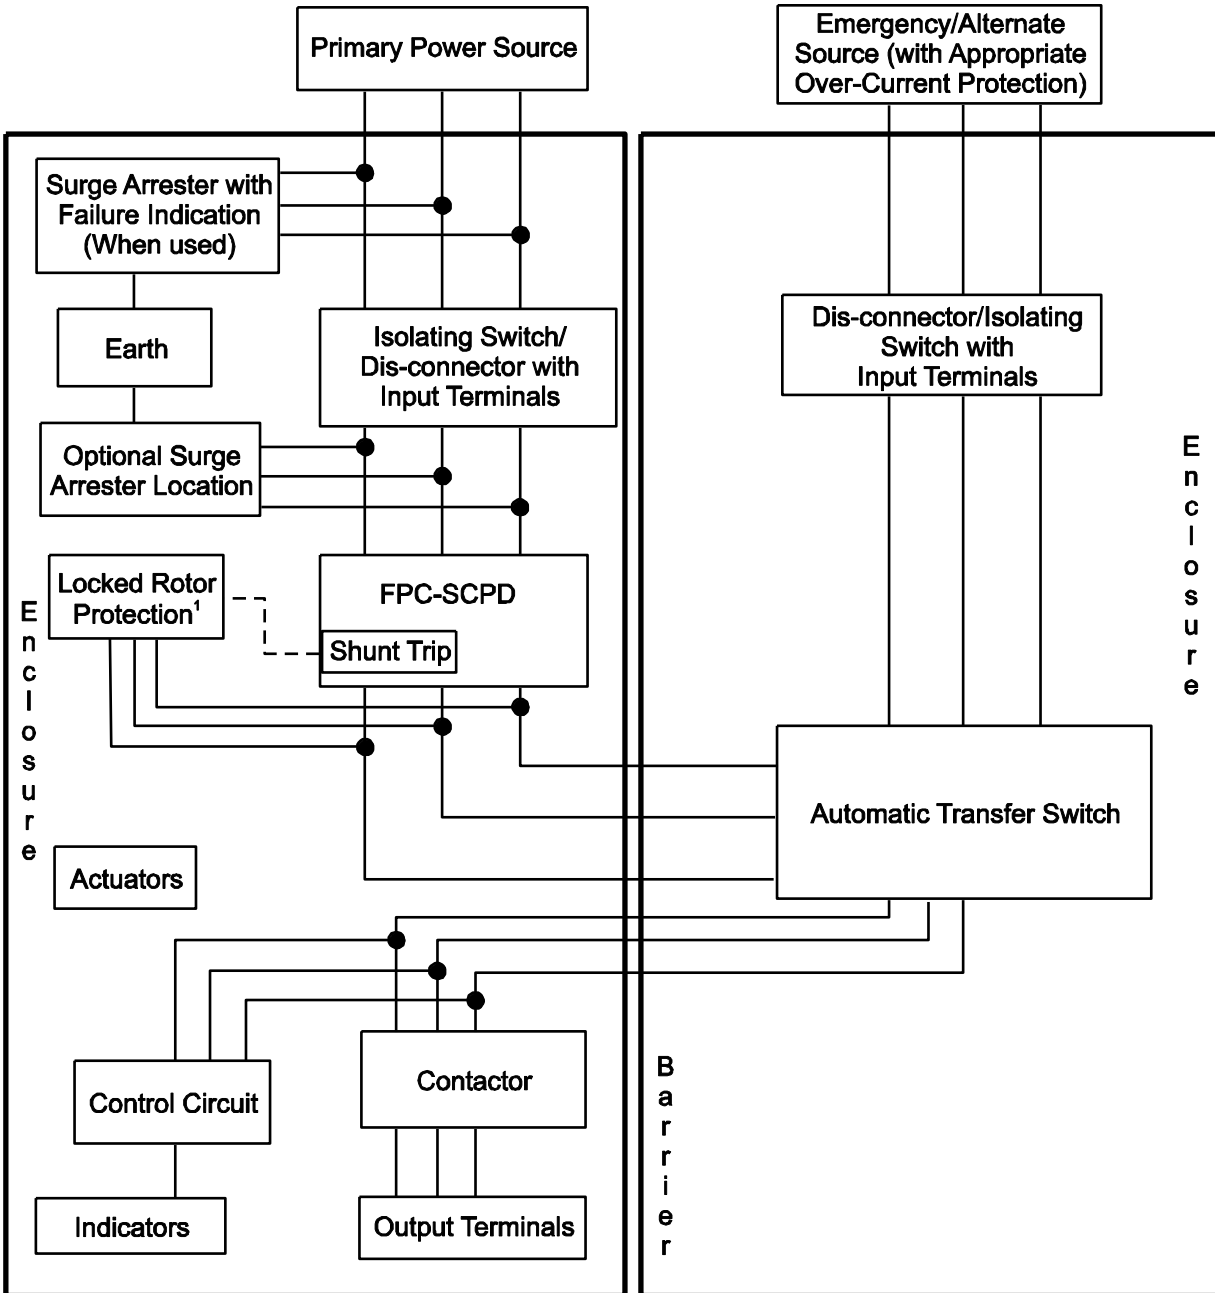 Primary Power Source
Emergency/Alternate
Source (with Appropriate
Over-Current Protection)
Surge Arrester with
Failure Indication
(When used)
Earth
Isolating Switch/
Dis-connector with
Input Terminals
Dis-connector/Isolating
Switch with
Input Terminals
Optional Surge
Arrester Location
Enclosure
Locked Rotor
Protection¹
FPC-SCPD
Shunt Trip
Enclosure
Automatic Transfer Switch
Actuators
Control Circuit
Contactor
Barrier
Indicators
Output Terminals